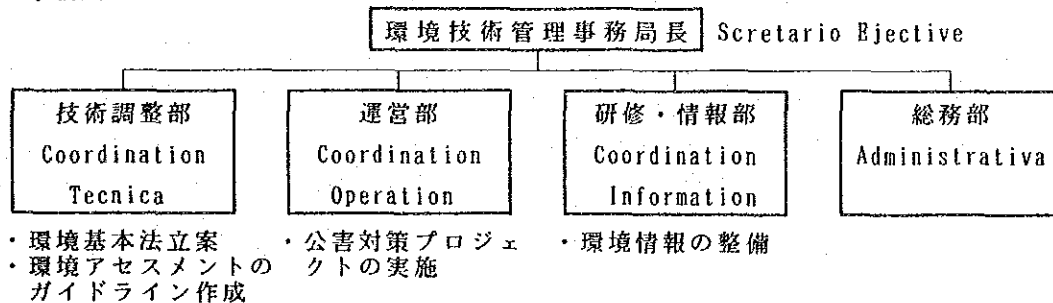 環境技術管理事務局長 Scretario Ejective
技術調整部
Coordination
Tecnica
運営部
Coordination
Operation
研修・情報部
Coordination
Information
総務部
Administrativa
・環境基本法立案
・環境アセスメントの
ガイドライン作成
・公害対策プロジェ
クトの実施
・環境情報の整備